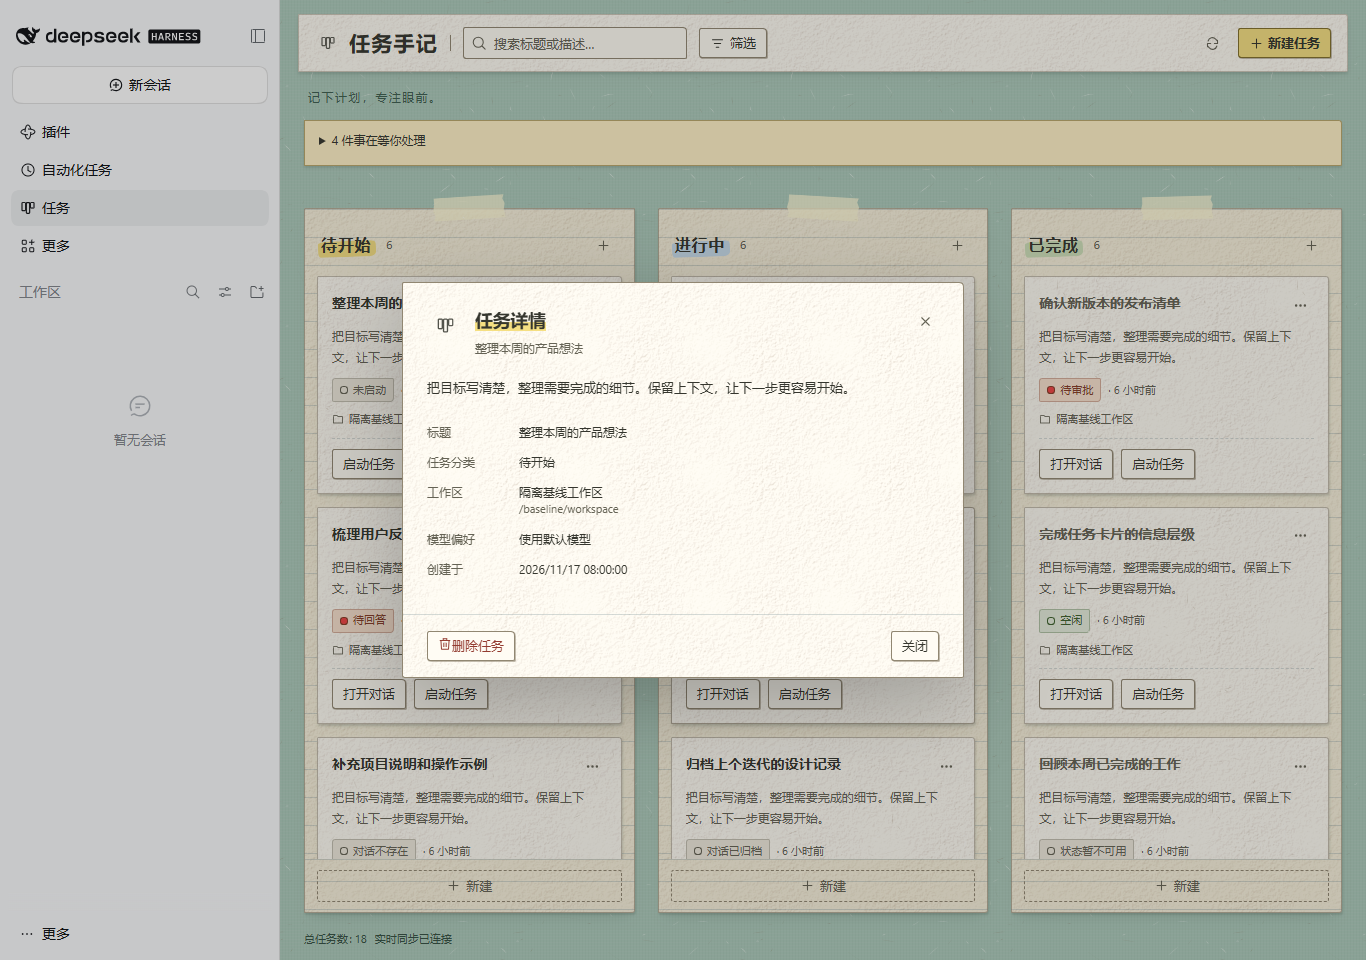 deepseek HARNESS
新会话
插件
自动化任务
任务
更多
工作区
暂无会话
更多
任务手记
搜索标题或描述...
筛选
新建任务
记下计划，专注眼前。
4 件事在等你处理
待开始 6
整理本周的
把目标写清楚
文，让下一步
未启动
隔离基线工
启动任务
梳理用户反
把目标写清楚
文，让下一步
待回答
隔离基线工
打开对话 启动任务
补充项目说明和操作示例
把目标写清楚，整理需要完成的细节。保留上下
文，让下一步更容易开始。
对话不存在 · 6 小时前
新建
进行中 6
打开对话 启动任务
归档上个迭代的设计记录
把目标写清楚，整理需要完成的细节。保留上下
文，让下一步更容易开始。
对话已归档 · 6 小时前
新建
已完成 6
确认新版本的发布清单
把目标写清楚，整理需要完成的细节。保留上下
文，让下一步更容易开始。
待审批 · 6 小时前
隔离基线工作区
打开对话 启动任务
完成任务卡片的信息层级
把目标写清楚，整理需要完成的细节。保留上下
文，让下一步更容易开始。
空闲 · 6 小时前
隔离基线工作区
打开对话 启动任务
回顾本周已完成的工作
把目标写清楚，整理需要完成的细节。保留上下
文，让下一步更容易开始。
状态暂不可用 · 6 小时前
新建
任务详情
整理本周的产品想法
把目标写清楚，整理需要完成的细节。保留上下文，让下一步更容易开始。
标题 整理本周的产品想法
任务分类 待开始
工作区 隔离基线工作区
/baseline/workspace
模型偏好 使用默认模型
创建于 2026/11/17 08:00:00
删除任务
关闭
总任务数: 18 实时同步已连接